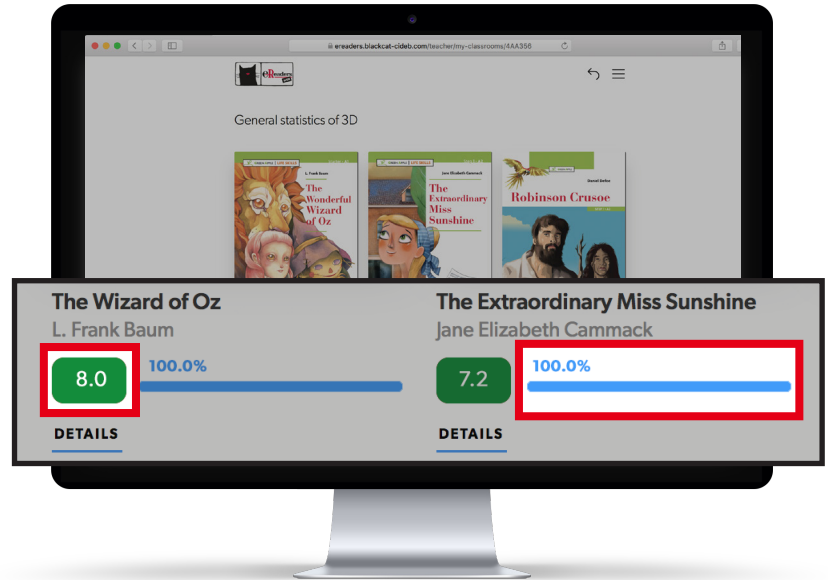 ereaders.blackcat-cideb.com/teacher/my-classrooms/4AA356
eReaders
General statistics of 3D
L. Frank Baum
The
Wonderful
Wizard
of Oz
Jane Elizabeth Cammack
The
Extraordinary
Miss
Sunshine
Daniel Defoe
Robinson Crusoe
The Wizard of Oz
L. Frank Baum
8.0
100.0%
DETAILS
The Extraordinary Miss Sunshine
Jane Elizabeth Cammack
7.2
100.0%
DETAILS